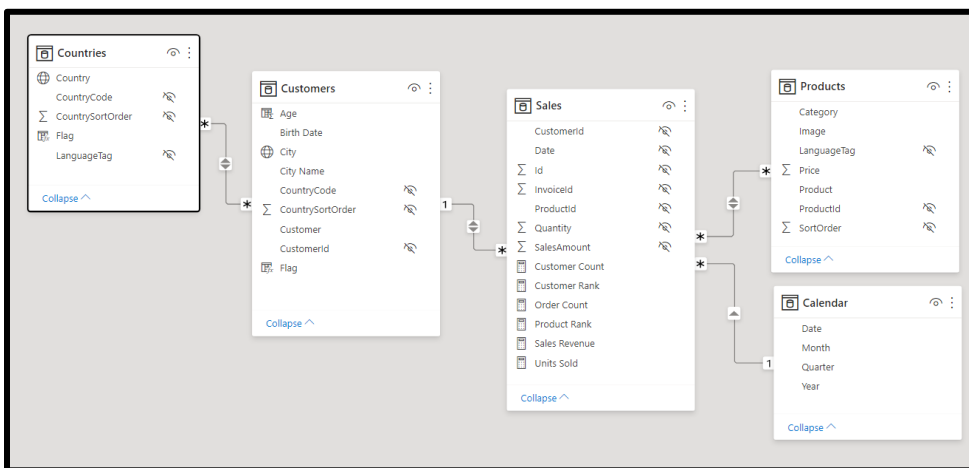 Countries
Country
CountryCode
CountrySortOrder
Flag
LanguageTag
Collapse
Customers
Age
Birth Date
City
City Name
CountryCode
CountrySortOrder
Customer
CustomerId
Flag
Collapse
Sales
CustomerId
Date
Id
InvoiceId
ProductId
Quantity
SalesAmount
Customer Count
Customer Rank
Order Count
Product Rank
Sales Revenue
Units Sold
Collapse
Products
Category
Image
LanguageTag
Price
Product
ProductId
SortOrder
Collapse
Calendar
Date
Month
Quarter
Year
Collapse
*
*
1
*
*
*
*
1